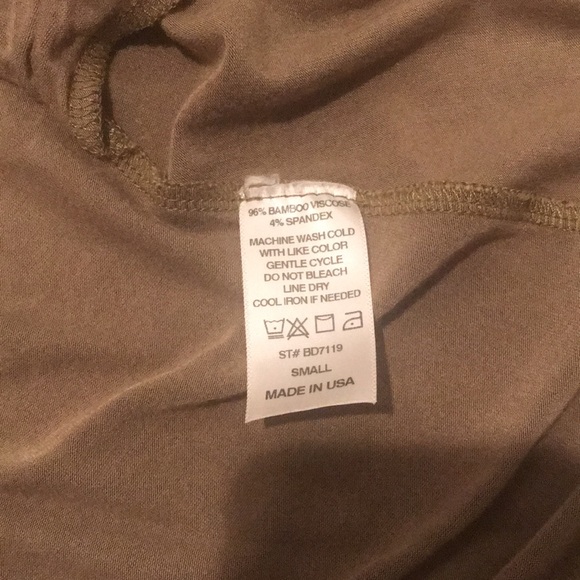 96% BAMBOO VISCOSE
4% SPANDEX
MACHINE WASH COLD
WITH LIKE COLOR
GENTLE CYCLE
DO NOT BLEACH
LINE DRY
COOL IRON IF NEEDED
ST# BD7119
SMALL
MADE IN USA